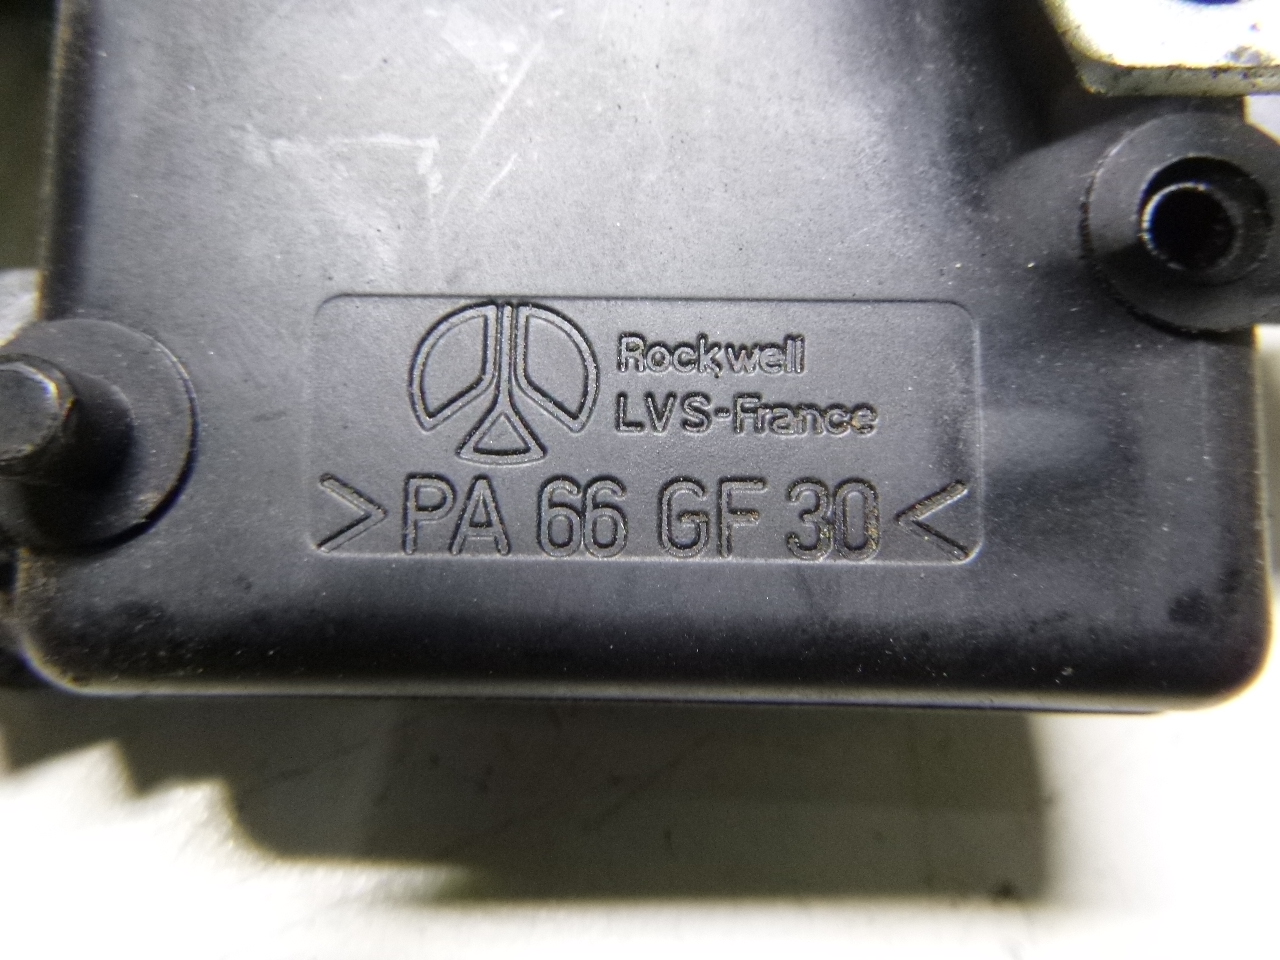 Rockwell
LVS-France
>PA 66 GF 30<